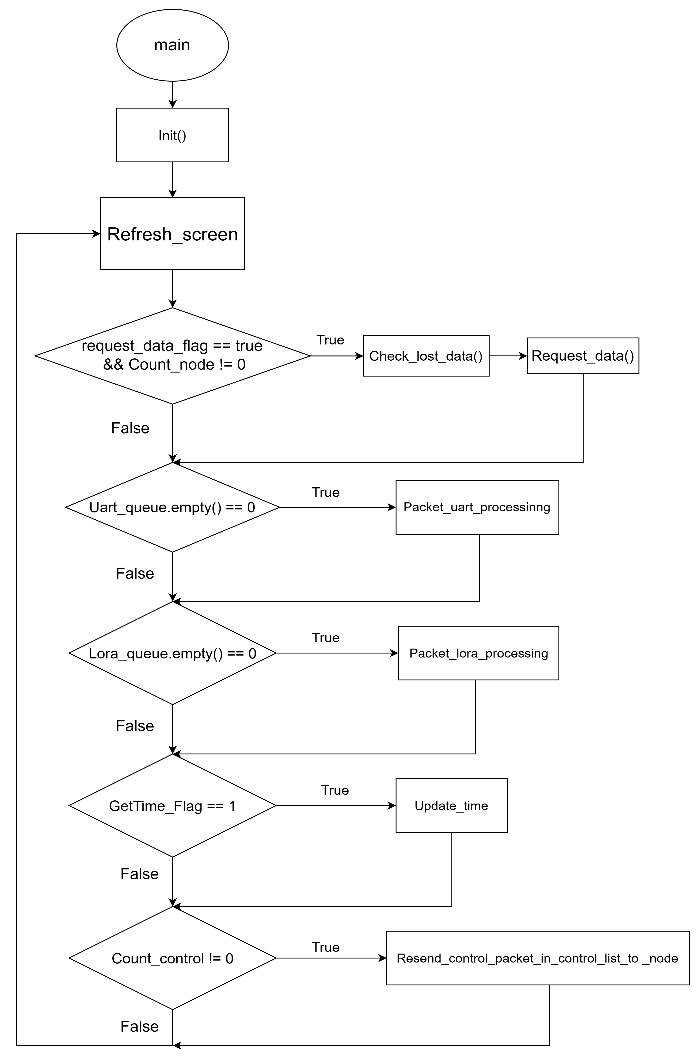 main
Init()
Refresh_screen
request_data_flag == true
&& Count_node != 0
True
Check_lost_data()
Request_data()
False
Uart_queue.empty() == 0
True
Packet_uart_processinng
False
Lora_queue.empty() == 0
True
Packet_lora_processing
False
GetTime_Flag == 1
True
Update_time
False
Count_control != 0
True
Resend_control_packet_in_control_list_to _node
False